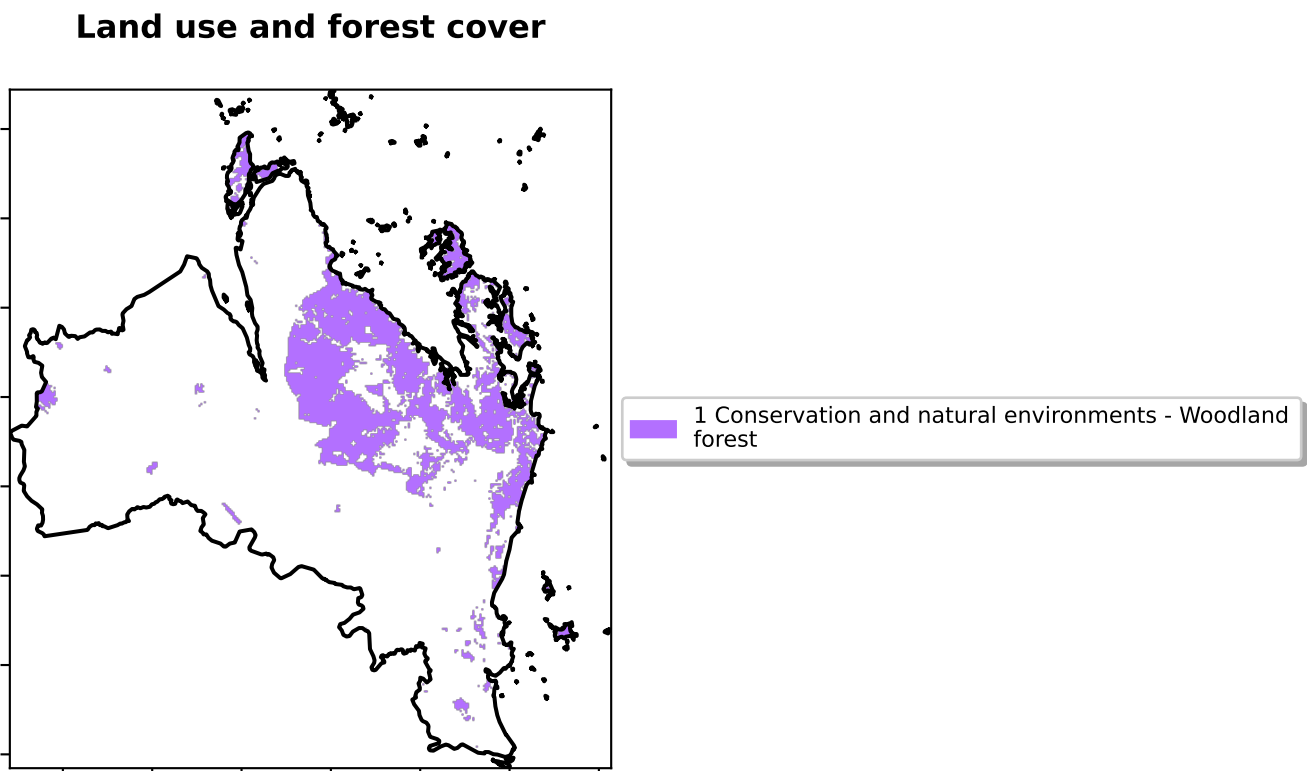 Land use and forest cover
1 Conservation and natural environments - Woodland
forest